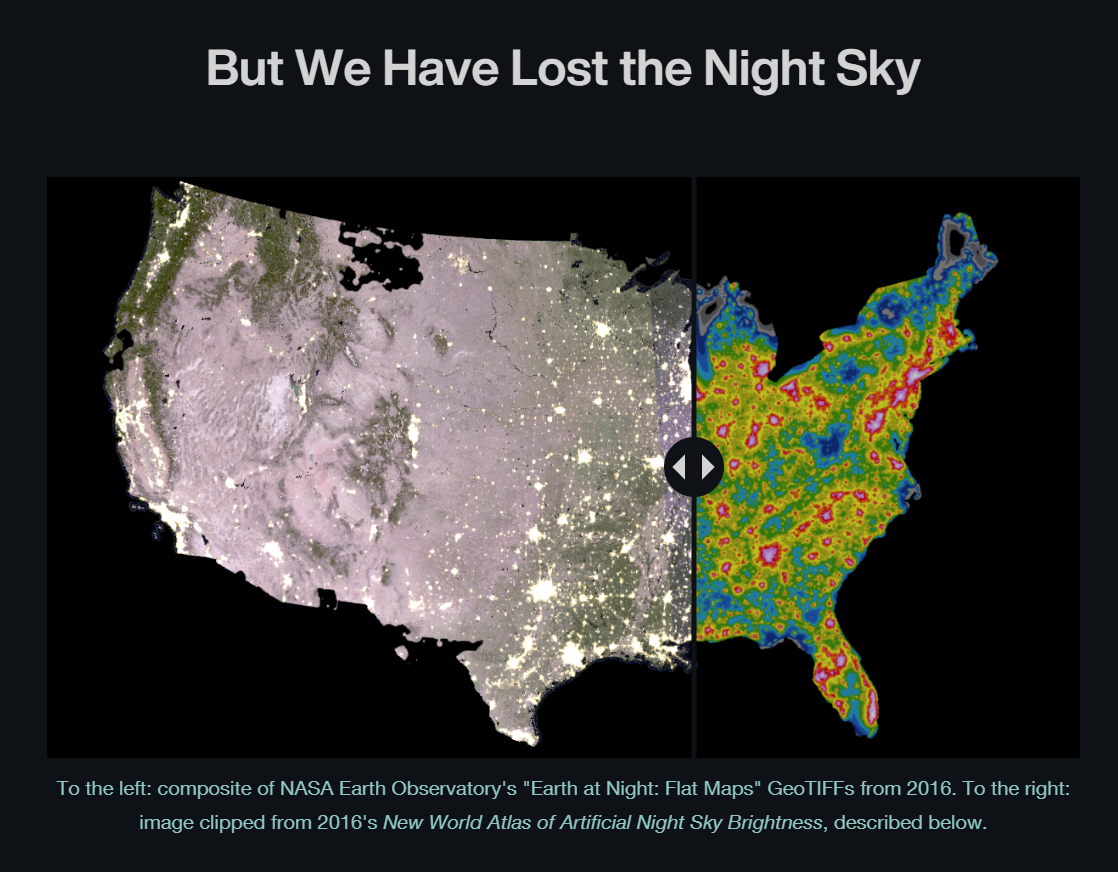 But We Have Lost the Night Sky
To the left: composite of NASA Earth Observatory's "Earth at Night: Flat Maps" GeoTIFFs from 2016. To the right:
image clipped from 2016's New World Atlas of Artificial Night Sky Brightness, described below.